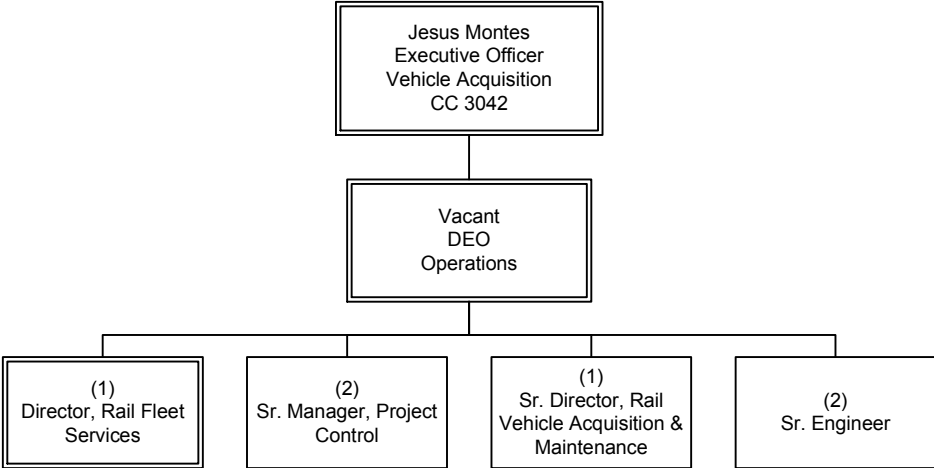 Jesus Montes
Executive Officer
Vehicle Acquisition
CC 3042
Vacant
DEO
Operations
(1)
Director, Rail Fleet
Services
(2)
Sr. Manager, Project
Control
(1)
Sr. Director, Rail
Vehicle Acquisition &
Maintenance
(2)
Sr. Engineer